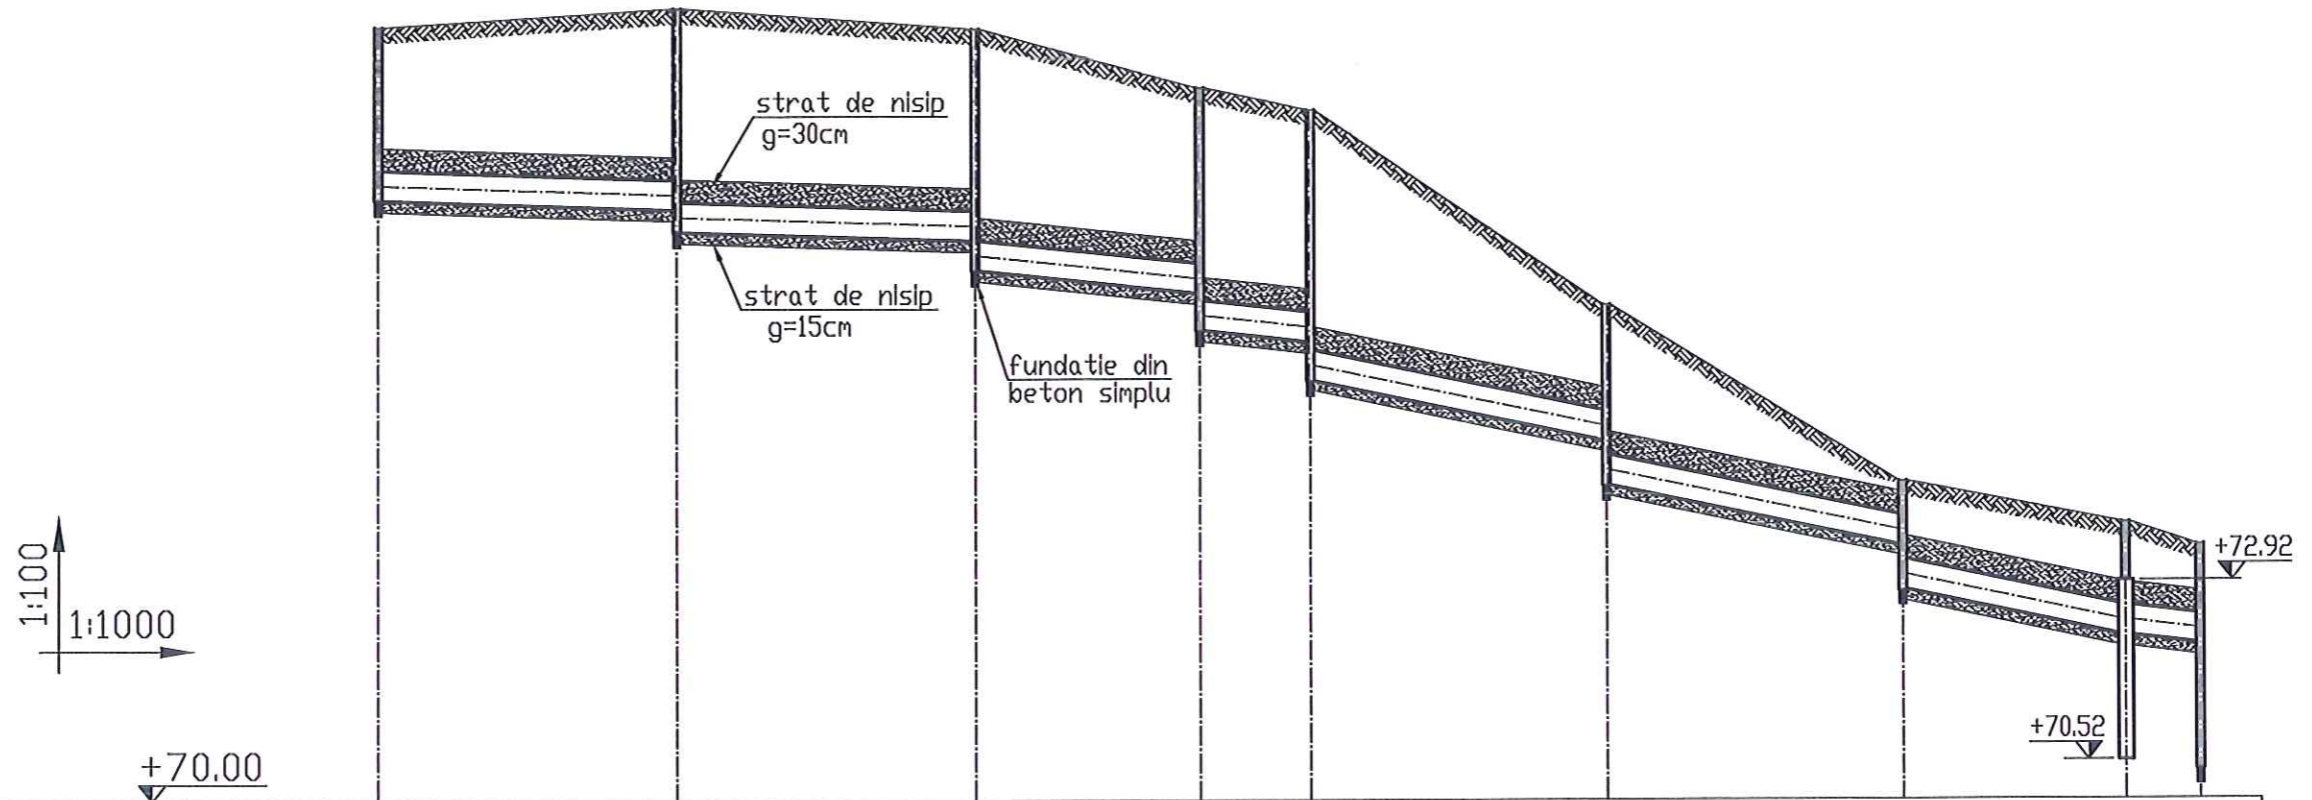 strat de nisip
g=30cm
strat de nisip
g=15cm
fundatie din
beton simplu
+72.92
1:100
1:1000
+70.52
+70.00